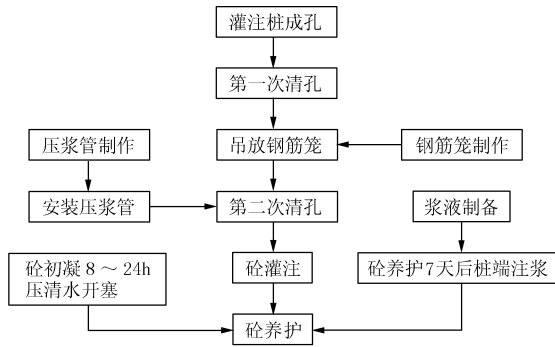 灌注桩成孔
第一次清孔
压浆管制作
吊放钢筋笼
钢筋笼制作
安装压浆管
第二次清孔
浆液制备
砼初凝8～24h
压清水开塞
砼灌注
砼养护7天后桩端注浆
砼养护